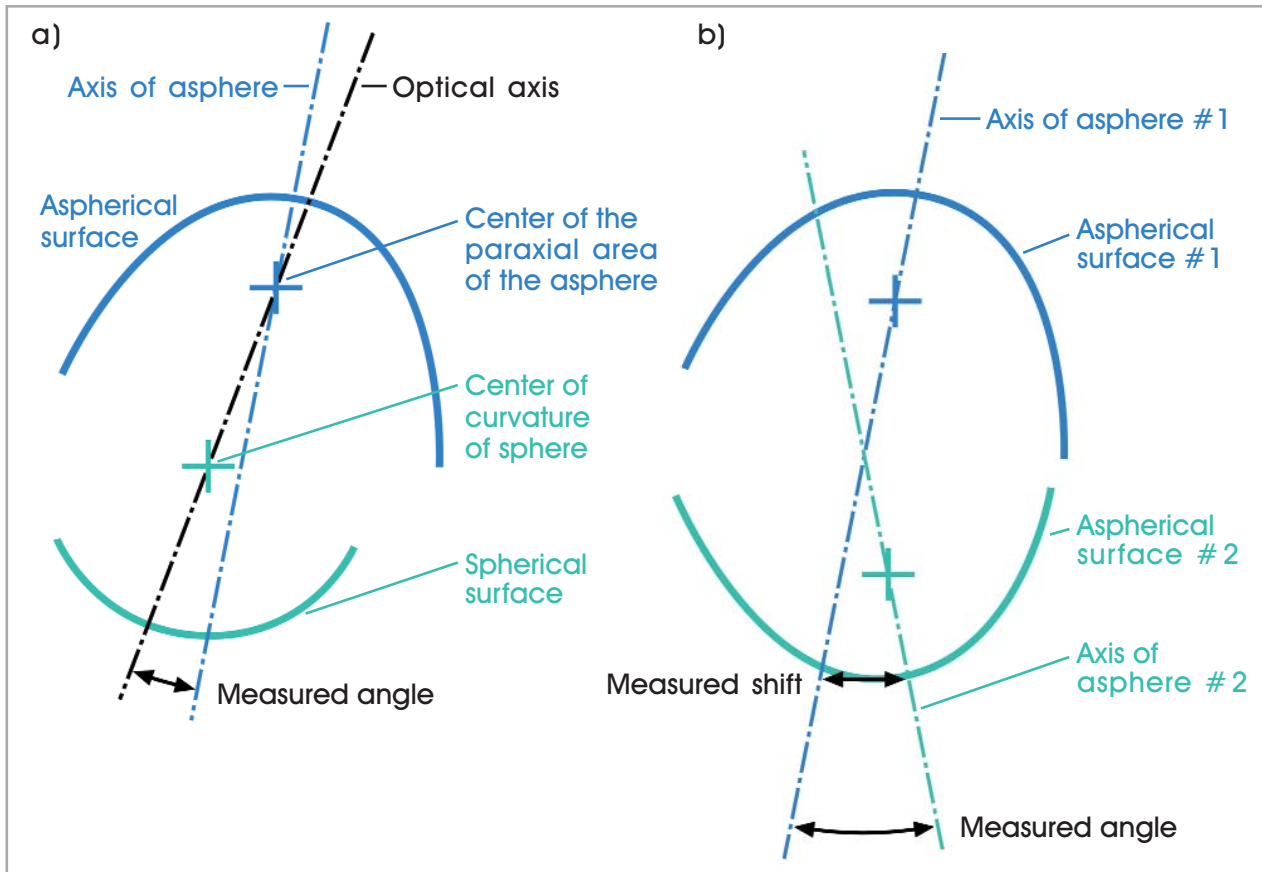 a)
Axis of asphere
Optical axis
Aspherical
surface
Center of the
paraxial area
of the asphere
Center of
curvature
of sphere
Spherical
surface
Measured angle
b)
Axis of asphere #1
Aspherical
surface #1
Aspherical
surface #2
Measured shift
Axis of
asphere #2
Measured angle